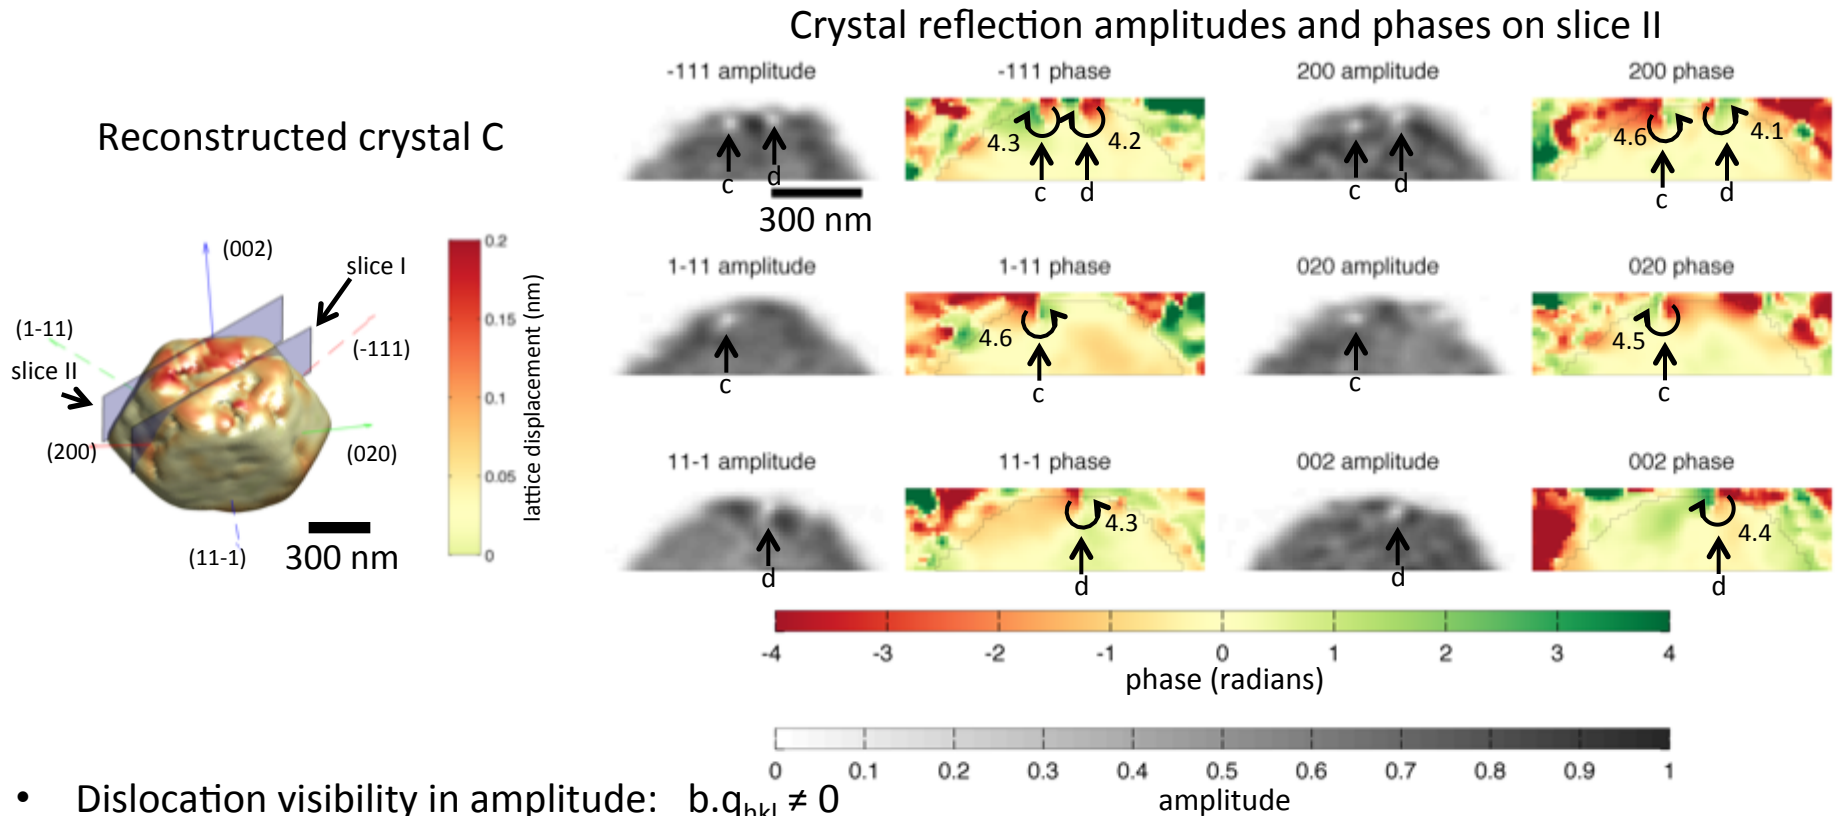 Crystal reflection amplitudes and phases on slice II
Reconstructed crystal C
(002)
slice I
(1-11)
(-111)
slice II
(200)
(020)
(11-1)
300 nm
0.2
0.15
0.1
0.05
0
lattice displacement (nm)
-111 amplitude
-111 phase
200 amplitude
200 phase
c
d
300 nm
4.3
4.2
c
d
c
d
4.6
4.1
c
d
1-11 amplitude
1-11 phase
020 amplitude
020 phase
c
4.6
c
c
4.5
c
11-1 amplitude
11-1 phase
002 amplitude
002 phase
d
4.3
d
d
4.4
d
-4 -3 -2 -1 0 1 2 3 4
phase (radians)
0 0.1 0.2 0.3 0.4 0.5 0.6 0.7 0.8 0.9 1
amplitude
• Dislocation visibility in amplitude: b.q_hkl ≠ 0